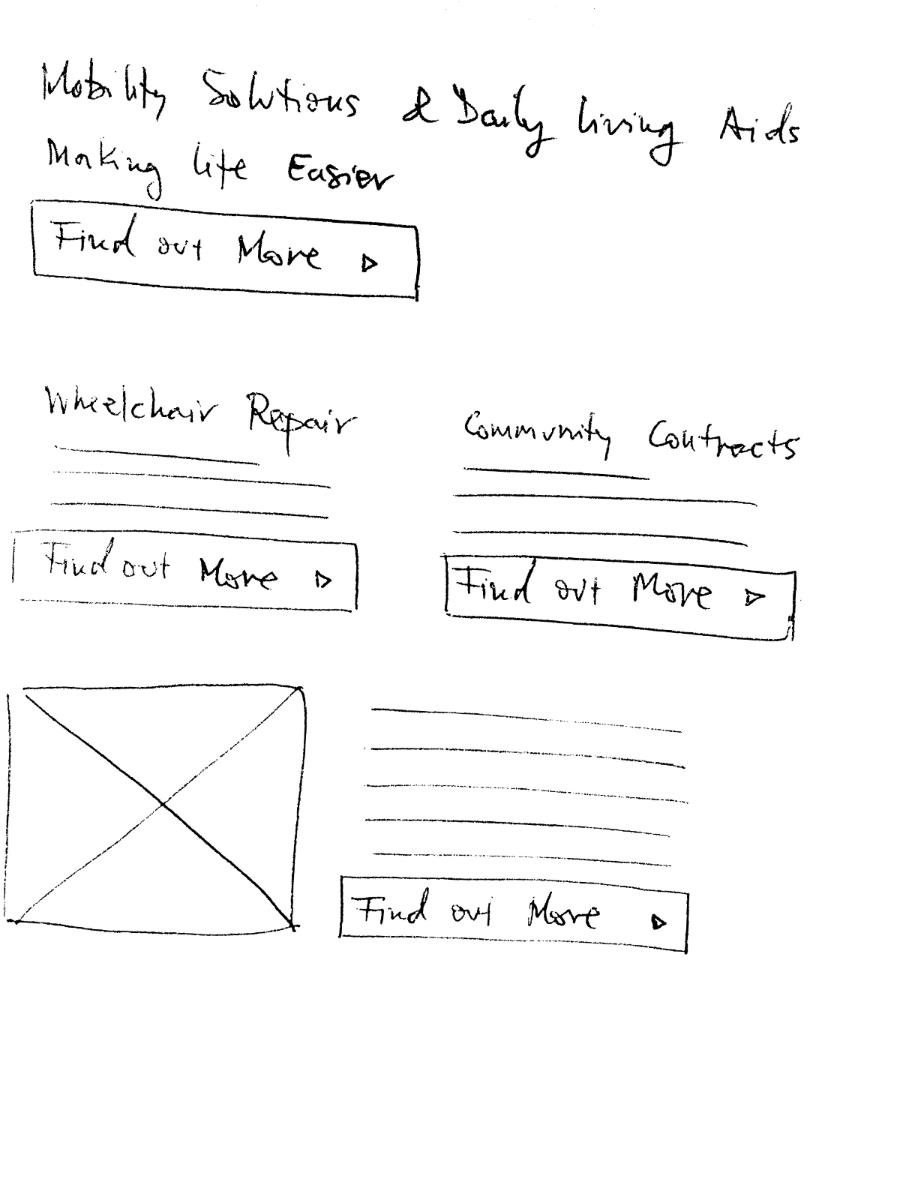 Mobility Solutions & Daily living Aids
Making life Easier
Find out More ▷
Wheelchair Repair
Community Contracts
Find out More ▷
Find out More ▷
Find out More ▷